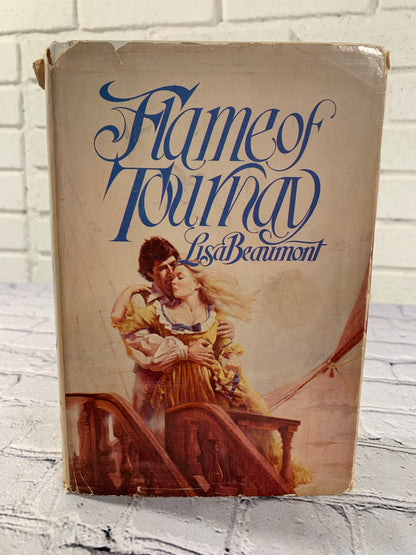 Flame of
Tournay
Lisa Beaumont